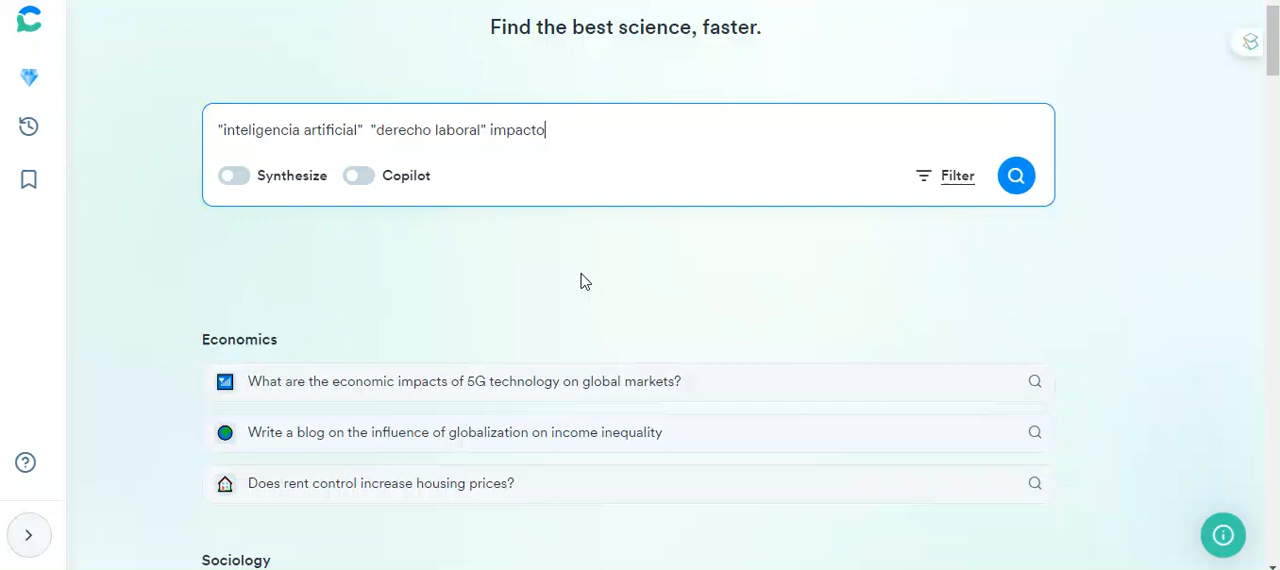 Find the best science, faster.
"inteligencia artificial"  "derecho laboral" impacto
Synthesize Copilot Filter
Economics
What are the economic impacts of 5G technology on global markets?
Write a blog on the influence of globalization on income inequality
Does rent control increase housing prices?
Sociology